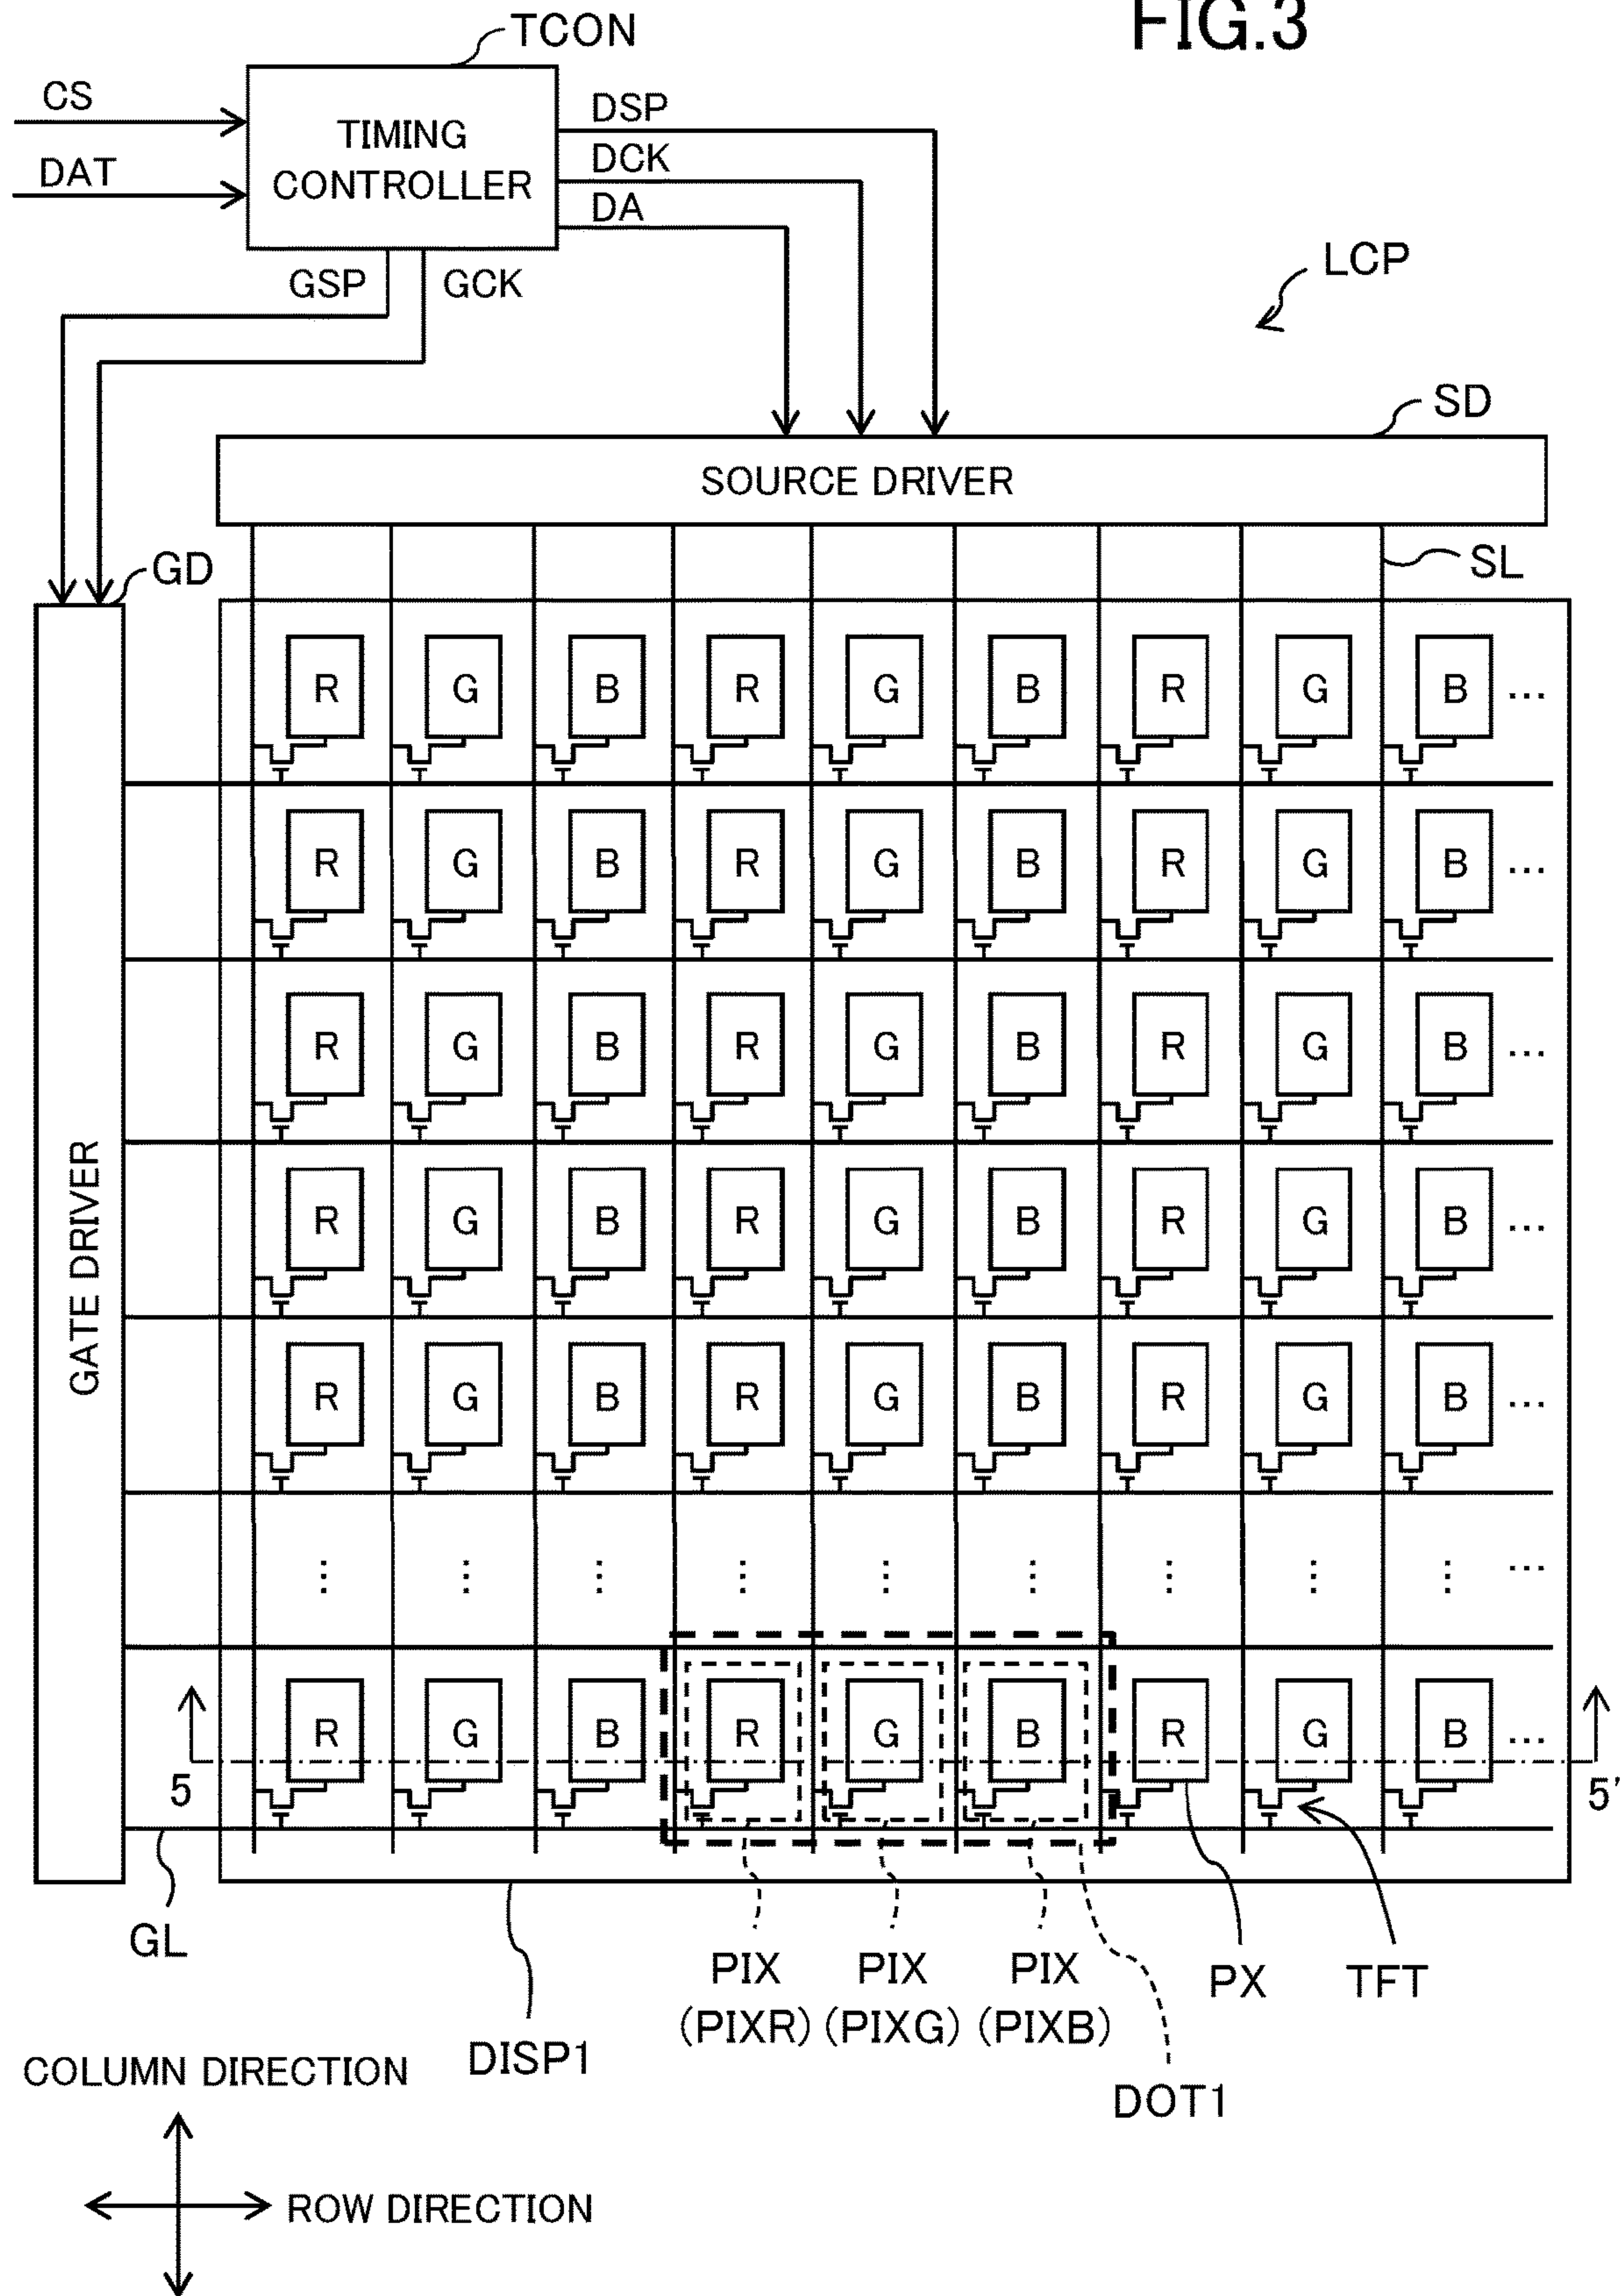 FIG.3
TCON
CS
DAT
TIMING
CONTROLLER
DSP
DCK
DA
GSP
GCK
LCP
SD
SOURCE DRIVER
GD
SL
GATE DRIVER
R G B R G B R G B ...
R G B R G B R G B ...
R G B R G B R G B ...
R G B R G B R G B ...
R G B R G B R G B ...
R G B R G B R G B ...
5 5'
GL
DISP1
PIX PIX PIX
(PIXR) (PIXG) (PIXB)
PX
TFT
DOT1
COLUMN DIRECTION
ROW DIRECTION